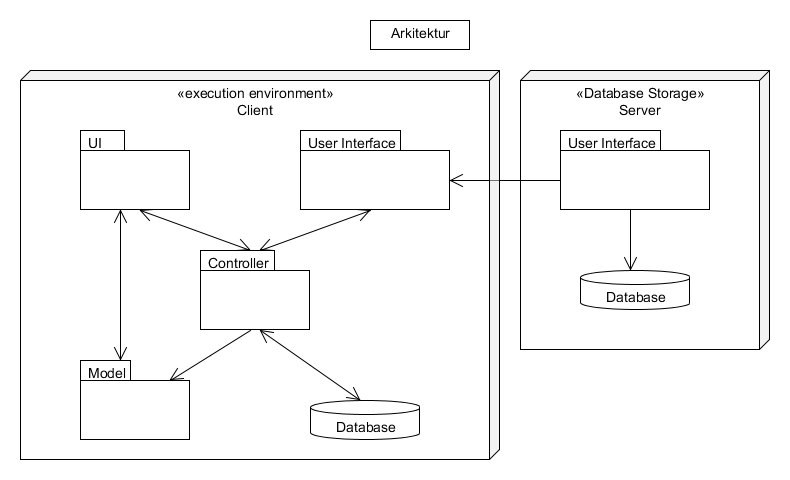 Arkitektur
«execution environment»
Client
UI
User Interface
Controller
Model
Database
«Database Storage»
Server
User Interface
Database